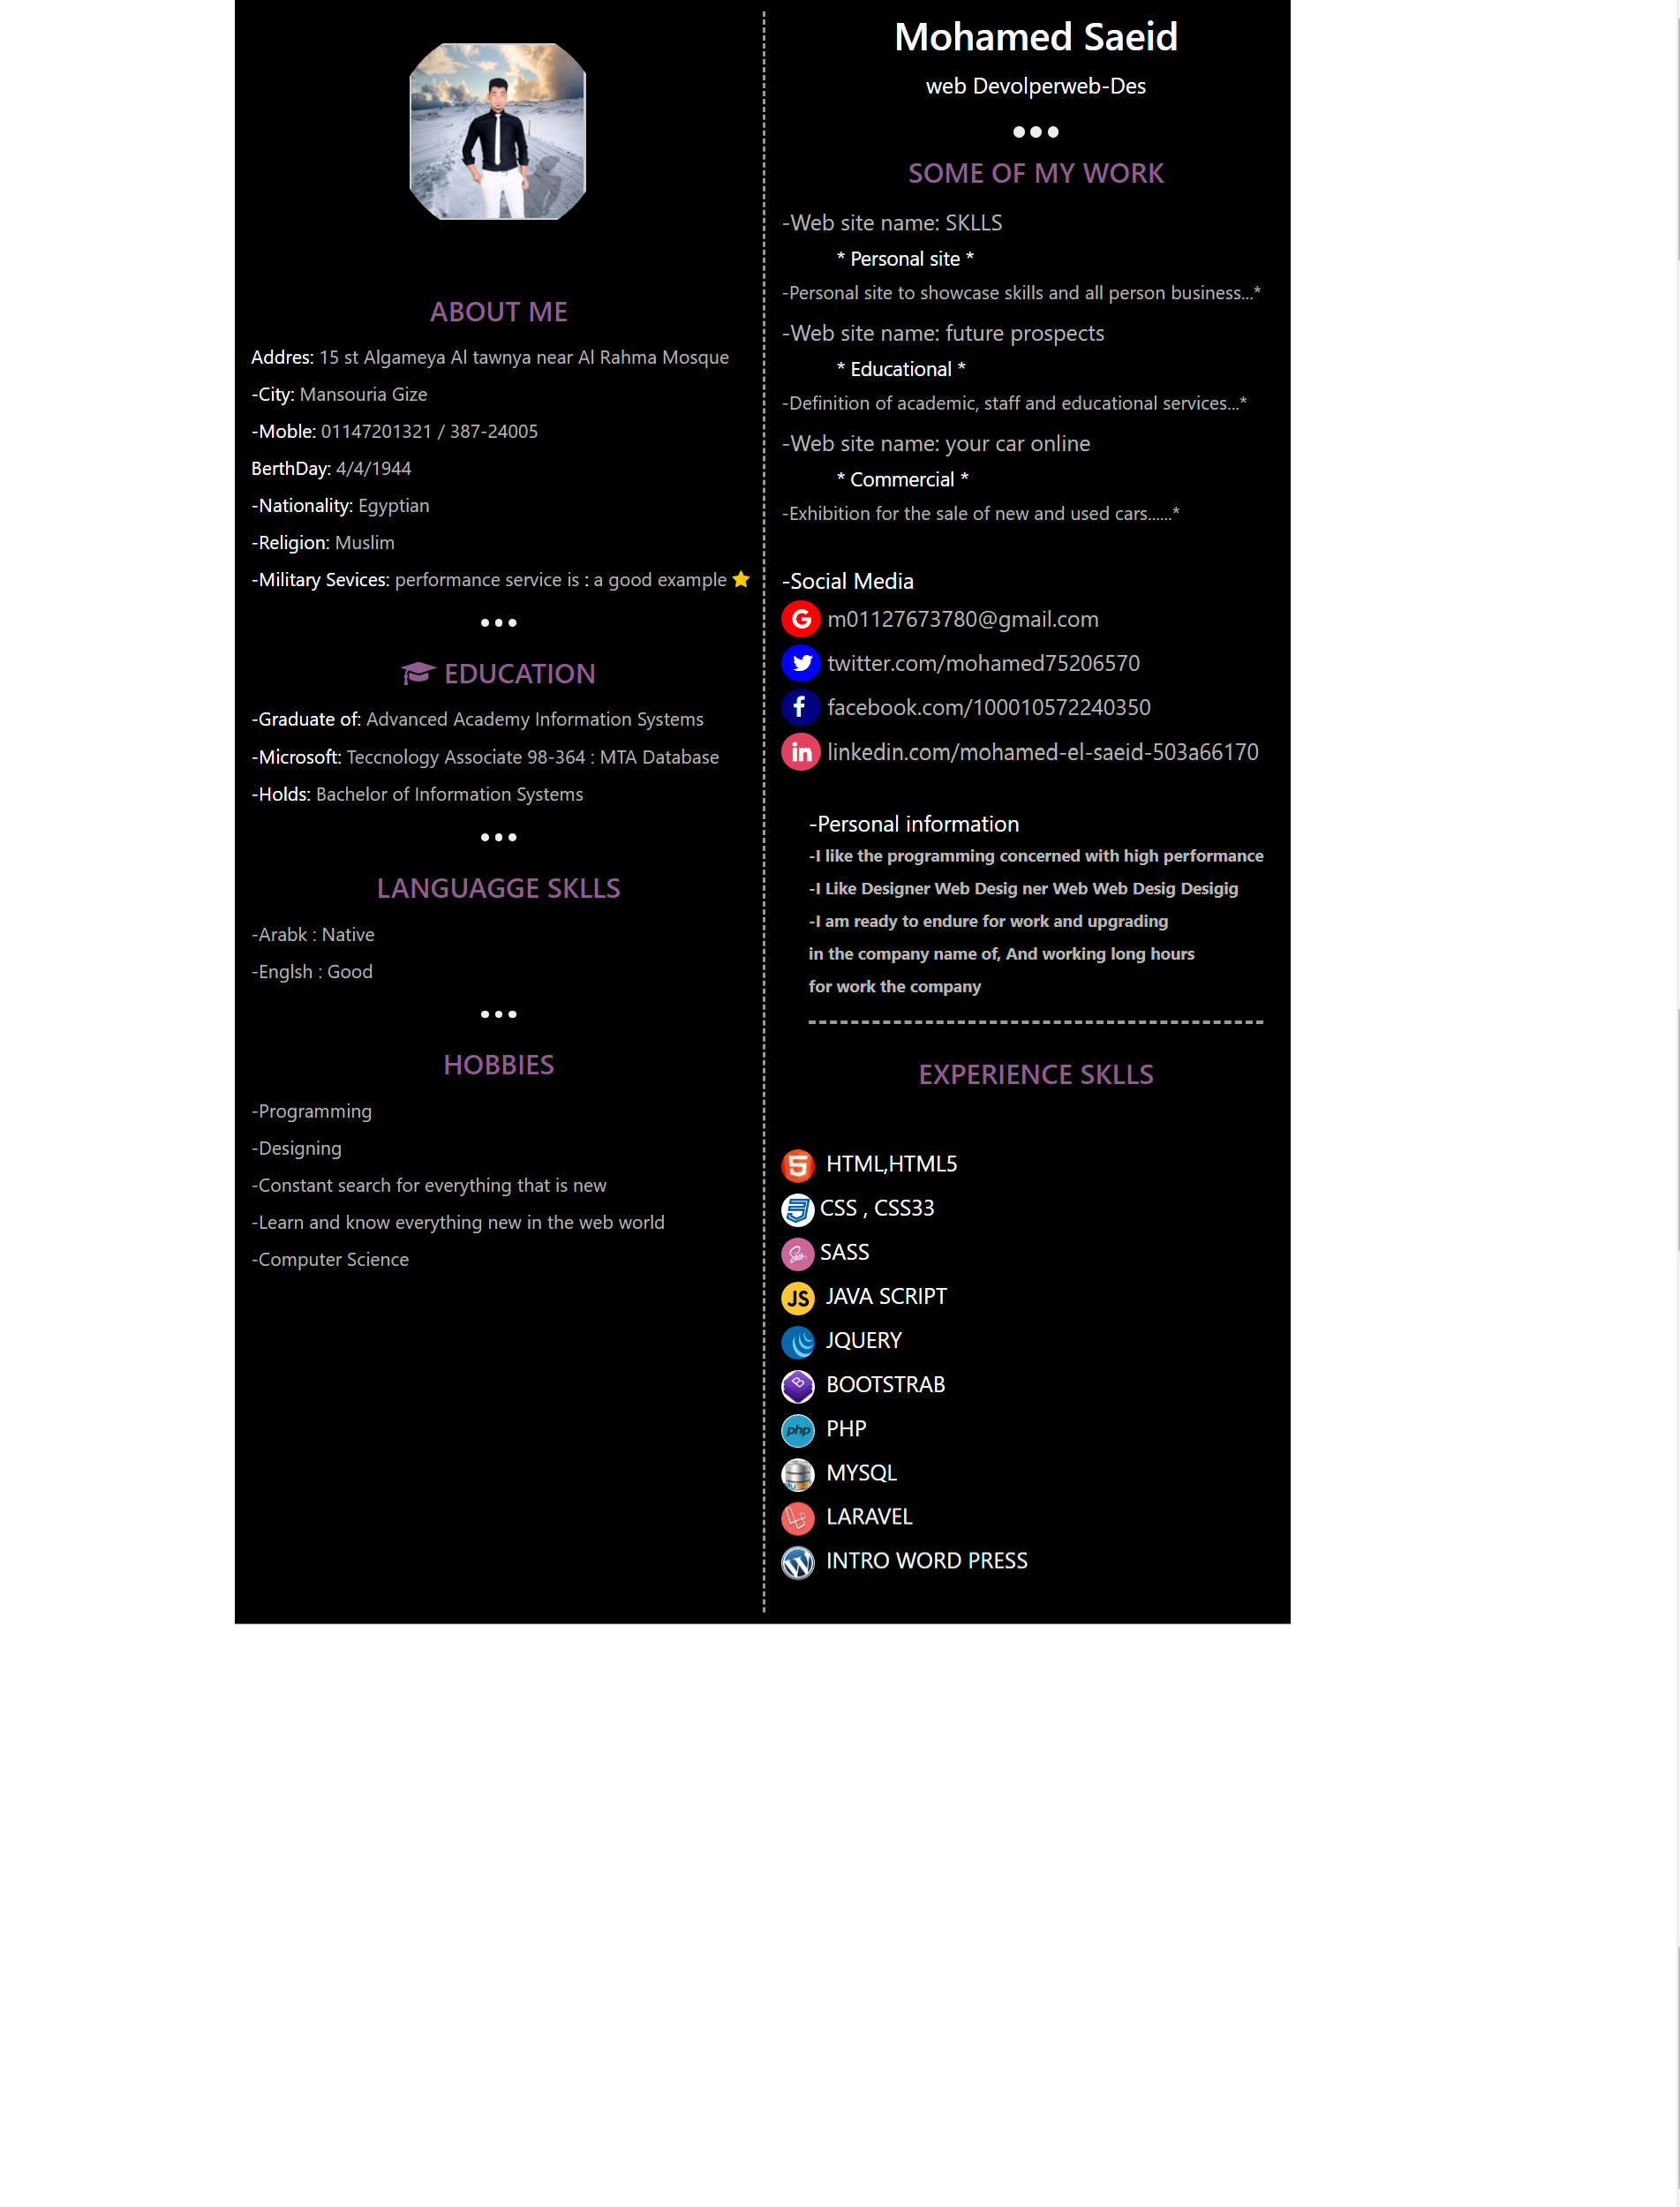 ABOUT ME
Addres: 15 st Algameya Al tawnya near Al Rahma Mosque
-City: Mansouria Gize
-Moble: 01147201321 / 387-24005
BerthDay: 4/4/1944
-Nationality: Egyptian
-Religion: Muslim
-Military Sevices: performance service is : a good example
EDUCATION
-Graduate of: Advanced Academy Information Systems
-Microsoft: Teccnology Associate 98-364 : MTA Database
-Holds: Bachelor of Information Systems
LANGUAGGE SKLLS
-Arabk : Native
-Englsh : Good
HOBBIES
-Programming
-Designing
-Constant search for everything that is new
-Learn and know everything new in the web world
-Computer Science
Mohamed Saeid
web Devolperweb-Des
SOME OF MY WORK
-Web site name: SKLLS
* Personal site *
-Personal site to showcase skills and all person business...*
-Web site name: future prospects
* Educational *
-Definition of academic, staff and educational services...*
-Web site name: your car online
* Commercial *
-Exhibition for the sale of new and used cars......*
-Social Media
m01127673780@gmail.com
twitter.com/mohamed75206570
facebook.com/100010572240350
linkedin.com/mohamed-el-saeid-503a66170
-Personal information
-I like the programming concerned with high performance
-I Like Designer Web Desig ner Web Web Desig Desigig
-I am ready to endure for work and upgrading
in the company name of, And working long hours
for work the company
EXPERIENCE SKLLS
HTML,HTML5
CSS , CSS33
SASS
JS JAVA SCRIPT
JQUERY
B BOOTSTRAB
php PHP
MYSQL
LARAVEL
INTRO WORD PRESS